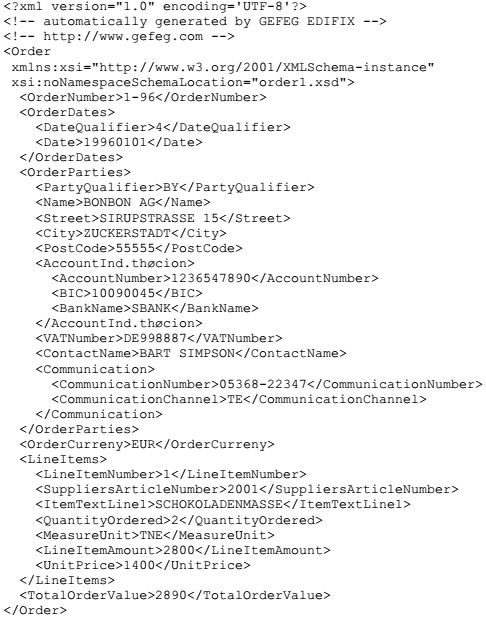 <?xml version="1.0" encoding='UTF-8'?>
<!-- automatically generated by GEFEG EDIFIX -->
<!-- http://www.gefeg.com -->
<Order
xmlns:xsi="http://www.w3.org/2001/XMLSchema-instance"
xsi:noNamespaceSchemaLocation="order1.xsd">
<OrderNumber>1-96</OrderNumber>
<OrderDates>
<DateQualifier>4</DateQualifier>
<Date>19960101</Date>
</OrderDates>
<OrderParties>
<PartyQualifier>BY</PartyQualifier>
<Name>BONBON AG</Name>
<Street>SIRUPSTRASSE 15</Street>
<City>ZUCKERSTADT</City>
<PostCode>55555</PostCode>
<AccountInd.thøcion>
<AccountNumber>1236547890</AccountNumber>
<BIC>10090045</BIC>
<BankName>SBANK</BankName>
</AccountInd.thøcion>
<VATNumber>DE998887</VATNumber>
<ContactName>BART SIMPSON</ContactName>
<Communication>
<CommunicationNumber>05368-22347</CommunicationNumber>
<CommunicationChannel>TE</CommunicationChannel>
</Communication>
</OrderParties>
<OrderCurreny>EUR</OrderCurreny>
<LineItems>
<LineItemNumber>1</LineItemNumber>
<SuppliersArticleNumber>2001</SuppliersArticleNumber>
<ItemTextLine1>SCHOKOLADENMASSE</ItemTextLine1>
<QuantityOrdered>2</QuantityOrdered>
<MeasureUnit>TNE</MeasureUnit>
<LineItemAmount>2800</LineItemAmount>
<UnitPrice>1400</UnitPrice>
</LineItems>
<TotalOrderValue>2890</TotalOrderValue>
</Order>